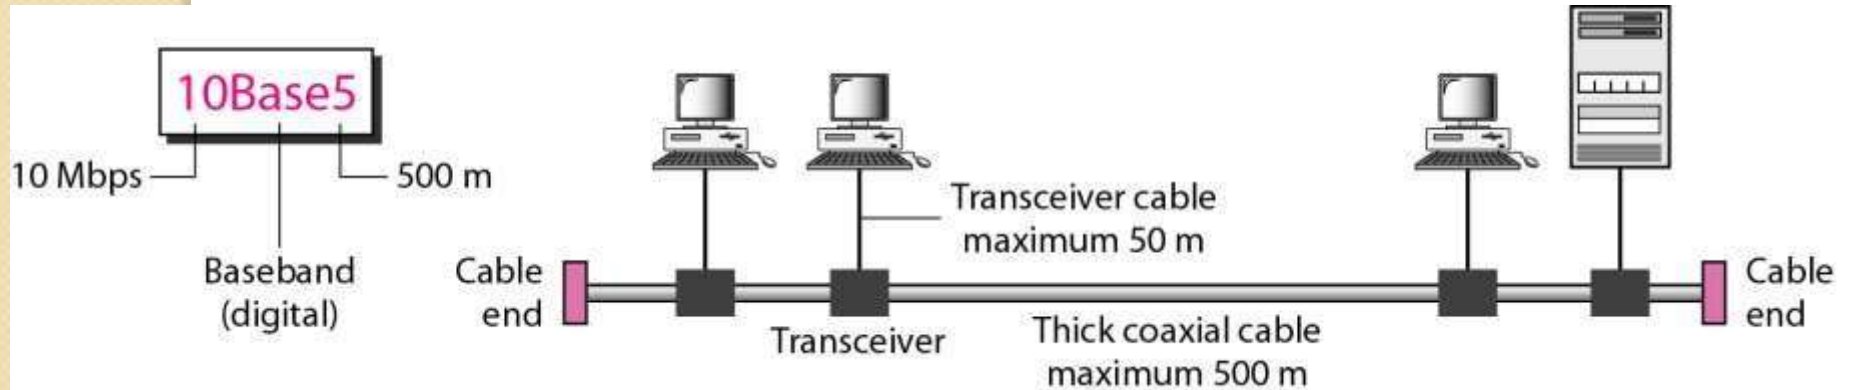 10Base5
10 Mbps
500 m
Baseband
(digital)
Transceiver cable
maximum 50 m
Cable
end
Transceiver
Thick coaxial cable
maximum 500 m
Cable
end